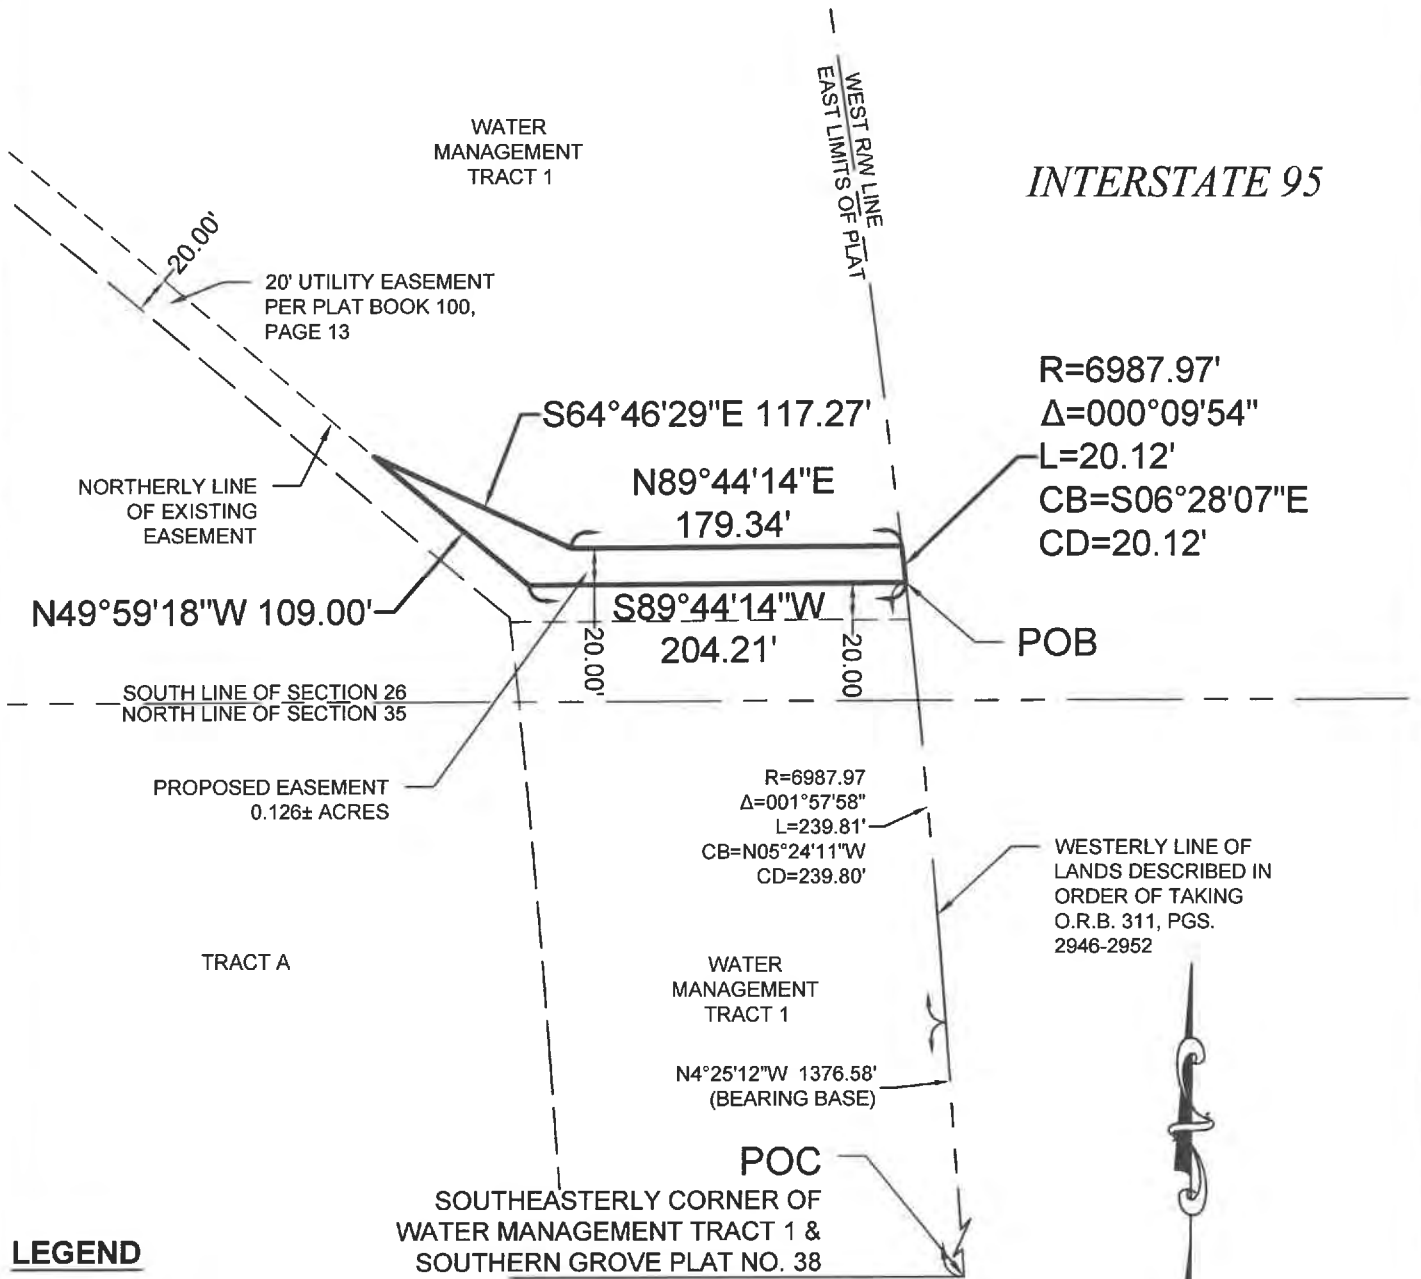 WATER
MANAGEMENT
TRACT 1
WEST R/W LINE
EAST LIMITS OF PLAT
INTERSTATE 95
20.00'
20' UTILITY EASEMENT
PER PLAT BOOK 100,
PAGE 13
R=6987.97'
Δ=000°09'54"
L=20.12'
CB=S06°28'07"E
CD=20.12'
S64°46'29"E 117.27'
N89°44'14"E
179.34'
NORTHERLY LINE
OF EXISTING
EASEMENT
N49°59'18"W 109.00'
S89°44'14"W
204.21'
20.00'
20.00
POB
SOUTH LINE OF SECTION 26
NORTH LINE OF SECTION 35
PROPOSED EASEMENT
0.126± ACRES
R=6987.97
Δ=001°57'58"
L=239.81'
CB=N05°24'11"W
CD=239.80'
WESTERLY LINE OF
LANDS DESCRIBED IN
ORDER OF TAKING
O.R.B. 311, PGS.
2946-2952
TRACT A
WATER
MANAGEMENT
TRACT 1
N4°25'12"W 1376.58'
(BEARING BASE)
POC
SOUTHEASTERLY CORNER OF
WATER MANAGEMENT TRACT 1 &
SOUTHERN GROVE PLAT NO. 38
LEGEND